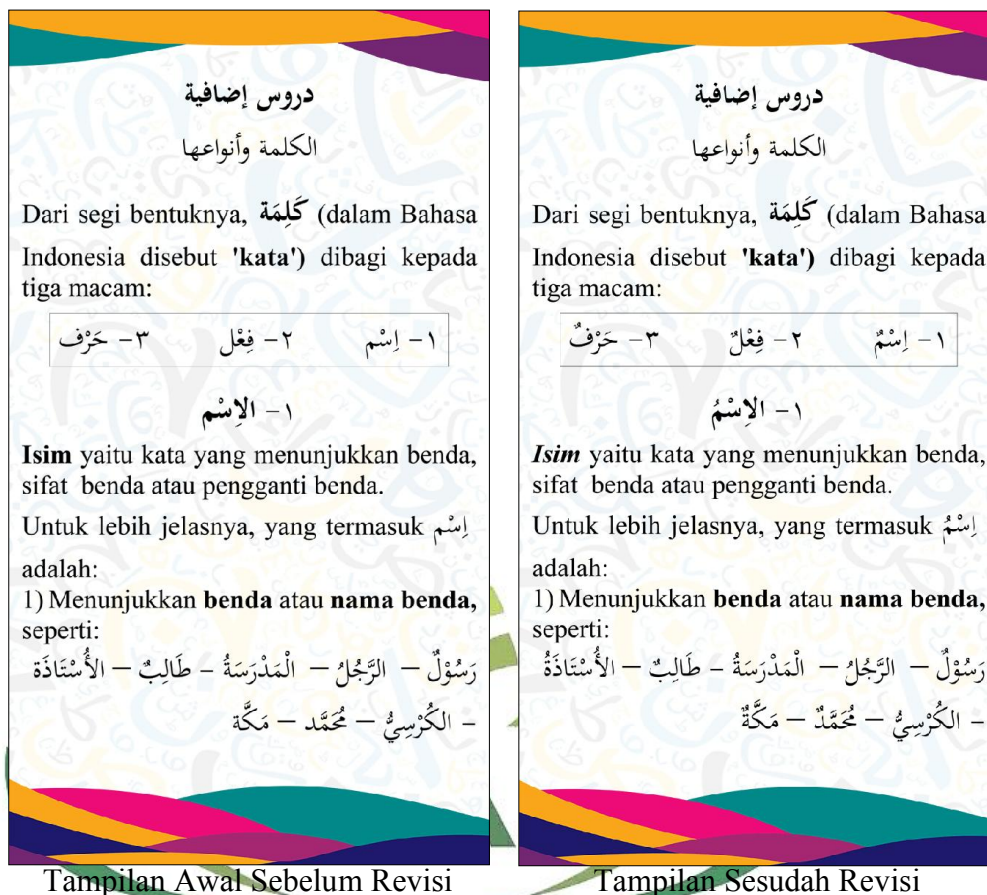 دروس إضافية
الكلمة وأنواعها
Dari segi bentuknya, كَلِمَة (dalam Bahasa
Indonesia disebut 'kata') dibagi kepada
tiga macam:
١- اِسْم ٢- فِعْل ٣- حَرْف
١- الاِسْم
Isim yaitu kata yang menunjukkan benda,
sifat benda atau pengganti benda.
Untuk lebih jelasnya, yang termasuk اِسْم
adalah:
1) Menunjukkan benda atau nama benda,
seperti:
رَسُوْلٌ – الرَّجُلُ – الْمَدْرَسَةُ – طَالِبٌ – الأُسْتَاذَة
– الكُرْسِيُّ – مُحَمَّد – مَكَّة
Tampilan Awal Sebelum Revisi
دروس إضافية
الكلمة وأنواعها
Dari segi bentuknya, كَلِمَة (dalam Bahasa
Indonesia disebut 'kata') dibagi kepada
tiga macam:
١- اِسْمٌ ٢- فِعْلٌ ٣- حَرْفٌ
١- الاِسْمُ
Isim yaitu kata yang menunjukkan benda,
sifat benda atau pengganti benda.
Untuk lebih jelasnya, yang termasuk اِسْمُ
adalah:
1) Menunjukkan benda atau nama benda,
seperti:
رَسُوْلٌ – الرَّجُلُ – الْمَدْرَسَةُ – طَالِبٌ – الأُسْتَاذَةُ
– الكُرْسِيُّ – مُحَمَّدٌ – مَكَّةٌ
Tampilan Sesudah Revisi